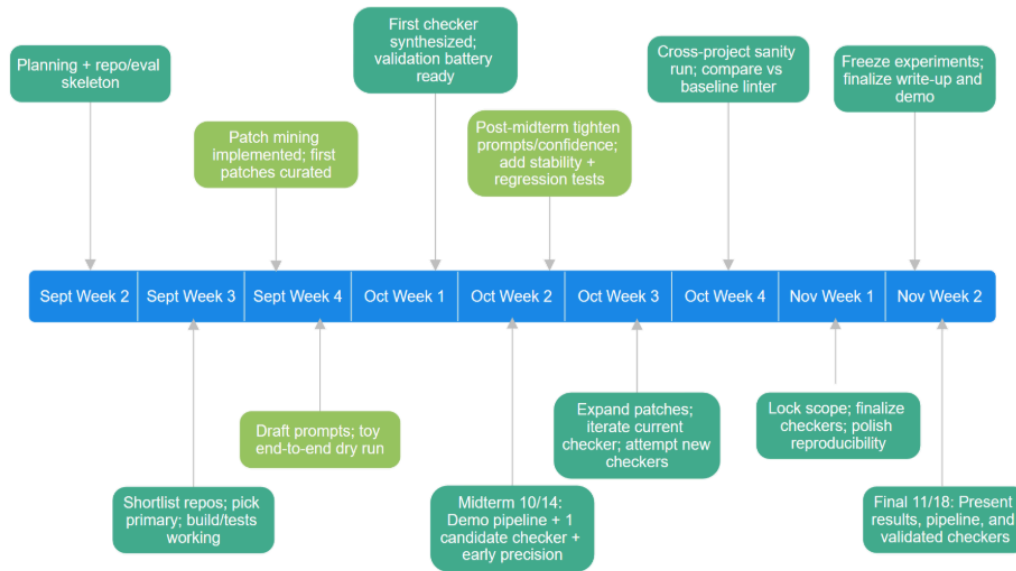 Planning + repo/eval
skeleton
Patch mining
implemented; first
patches curated
First checker
synthesized;
validation battery
ready
Post-midterm tighten
prompts/confidence;
add stability +
regression tests
Cross-project sanity
run; compare vs
baseline linter
Freeze experiments;
finalize write-up and
demo
Sept Week 2
Sept Week 3
Sept Week 4
Oct Week 1
Oct Week 2
Oct Week 3
Oct Week 4
Nov Week 1
Nov Week 2
Shortlist repos; pick
primary; build/tests
working
Draft prompts; toy
end-to-end dry run
Midterm 10/14:
Demo pipeline + 1
candidate checker +
early precision
Expand patches;
iterate current
checker; attempt new
checkers
Lock scope; finalize
checkers; polish
reproducibility
Final 11/18: Present
results, pipeline, and
validated checkers